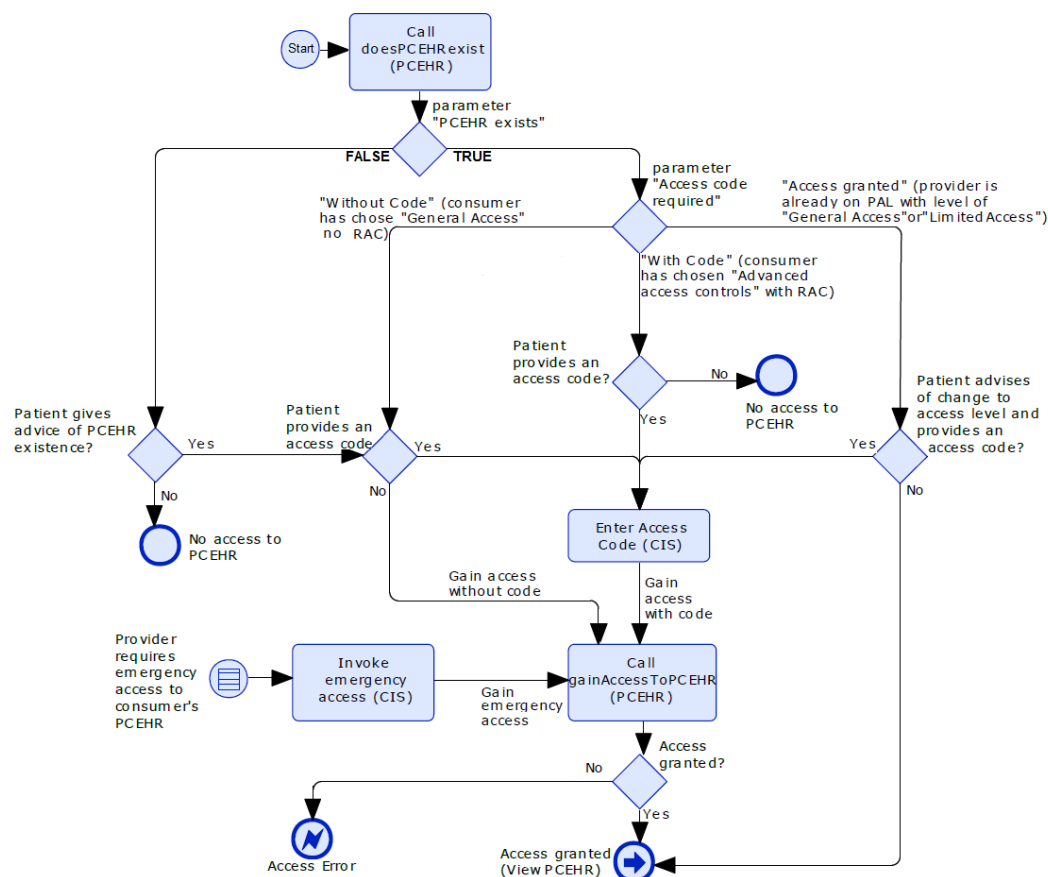 Call
doesPCEHRexist
(PCEHR)
Start
parameter
"PCEHR exists"
FALSE
TRUE
parameter
"Access code
required"
"Without Code" (consumer
has chose "General Access"
no RAC)
"Access granted" (provider is
already on PAL with level of
"General Access"or"Limited Access")
"With Code" (consumer
has chosen "Advanced
access controls" with RAC)
Patient
provides an
access code?
No
No access to
PCEHR
Yes
Patient advises
of change to
access level and
provides an
access code?
Patient gives
advice of PCEHR
existence?
Yes
Patient
provides an
access code
Yes
Yes
No
No
No
No access to
PCEHR
Enter Access
Code (CIS)
Gain access
without code
Gain
access
with code
Provider
requires
emergency
access to
consumer's
PCEHR
Invoke
emergency
access (CIS)
Gain
emergency
access
Call
gainAccessToPCEHR
(PCEHR)
Access
granted?
No
Yes
Access Error
Access granted
(View PCEHR)